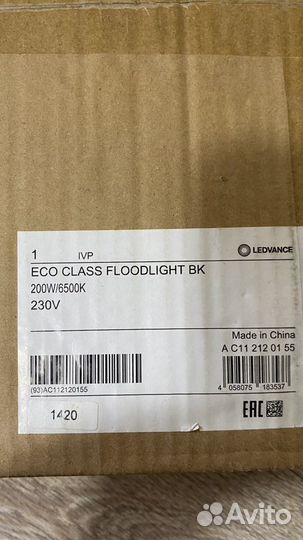 1 IVP
LEDVANCE
ECO CLASS FLOODLIGHT BK
200W/6500K
230V
Made in China
A C11 212 01 55
(93)AC112120155
4 058075 183537
1420
EAC
Avito